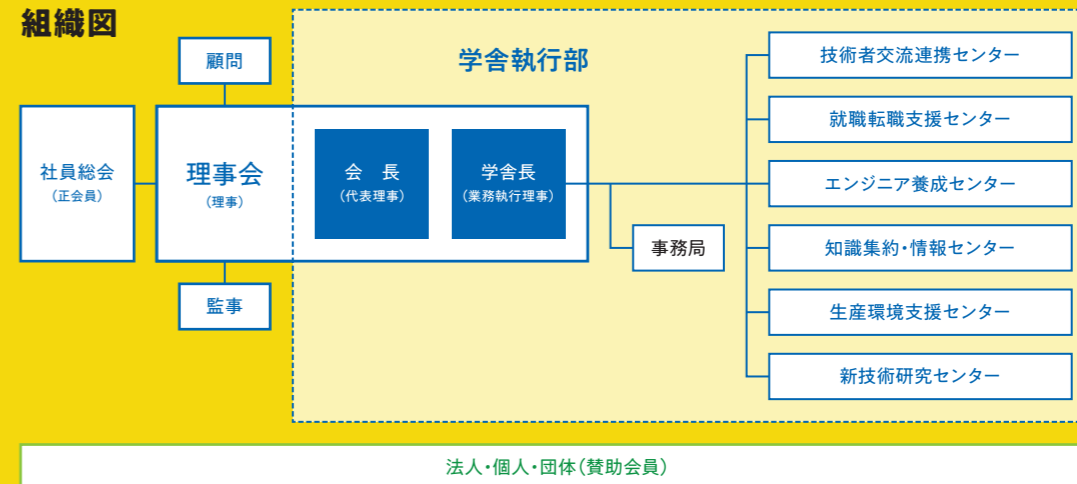 組織図
顧問
社員総会
(正会員)
理事会
(理事)
監事
学舎執行部
会　長
(代表理事)
学舎長
(業務執行理事)
事務局
技術者交流連携センター
就職転職支援センター
エンジニア養成センター
知識集約・情報センター
生産環境支援センター
新技術研究センター
法人・個人・団体(賛助会員)